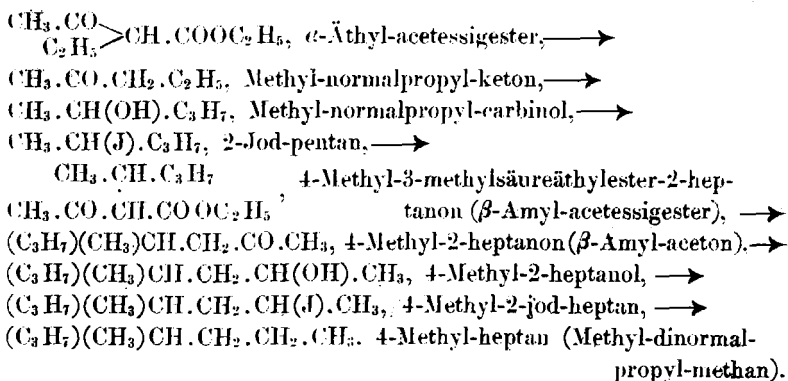 CH₃.CO
C₂H₅ >CH.COOC₂H₅, α-Äthyl-acetessigester, ⟶
CH₃.CO.CH₂.C₂H₅, Methyl-normalpropyl-keton, ⟶
CH₃.CH(OH).C₃H₇, Methyl-normalpropyl-carbinol, ⟶
CH₃.CH(J).C₃H₇, 2-Jod-pentan, ⟶
CH₃.CH.C₃H₇ 4-Methyl-3-methylsäureäthylester-2-hep-
CH₃.CO.CH.COOC₂H₅ , tanon (β-Amyl-acetessigester), ⟶
(C₃H₇)(CH₃)CH.CH₂.CO.CH₃, 4-Methyl-2-heptanon (β-Amyl-aceton), ⟶
(C₃H₇)(CH₃)CH.CH₂.CH(OH).CH₃, 4-Methyl-2-heptanol, ⟶
(C₃H₇)(CH₃)CH.CH₂.CH(J).CH₃, 4-Methyl-2-jod-heptan, ⟶
(C₃H₇)(CH₃)CH.CH₂.CH₂.CH₃. 4-Methyl-heptan (Methyl-dinormal-
propyl-methan).